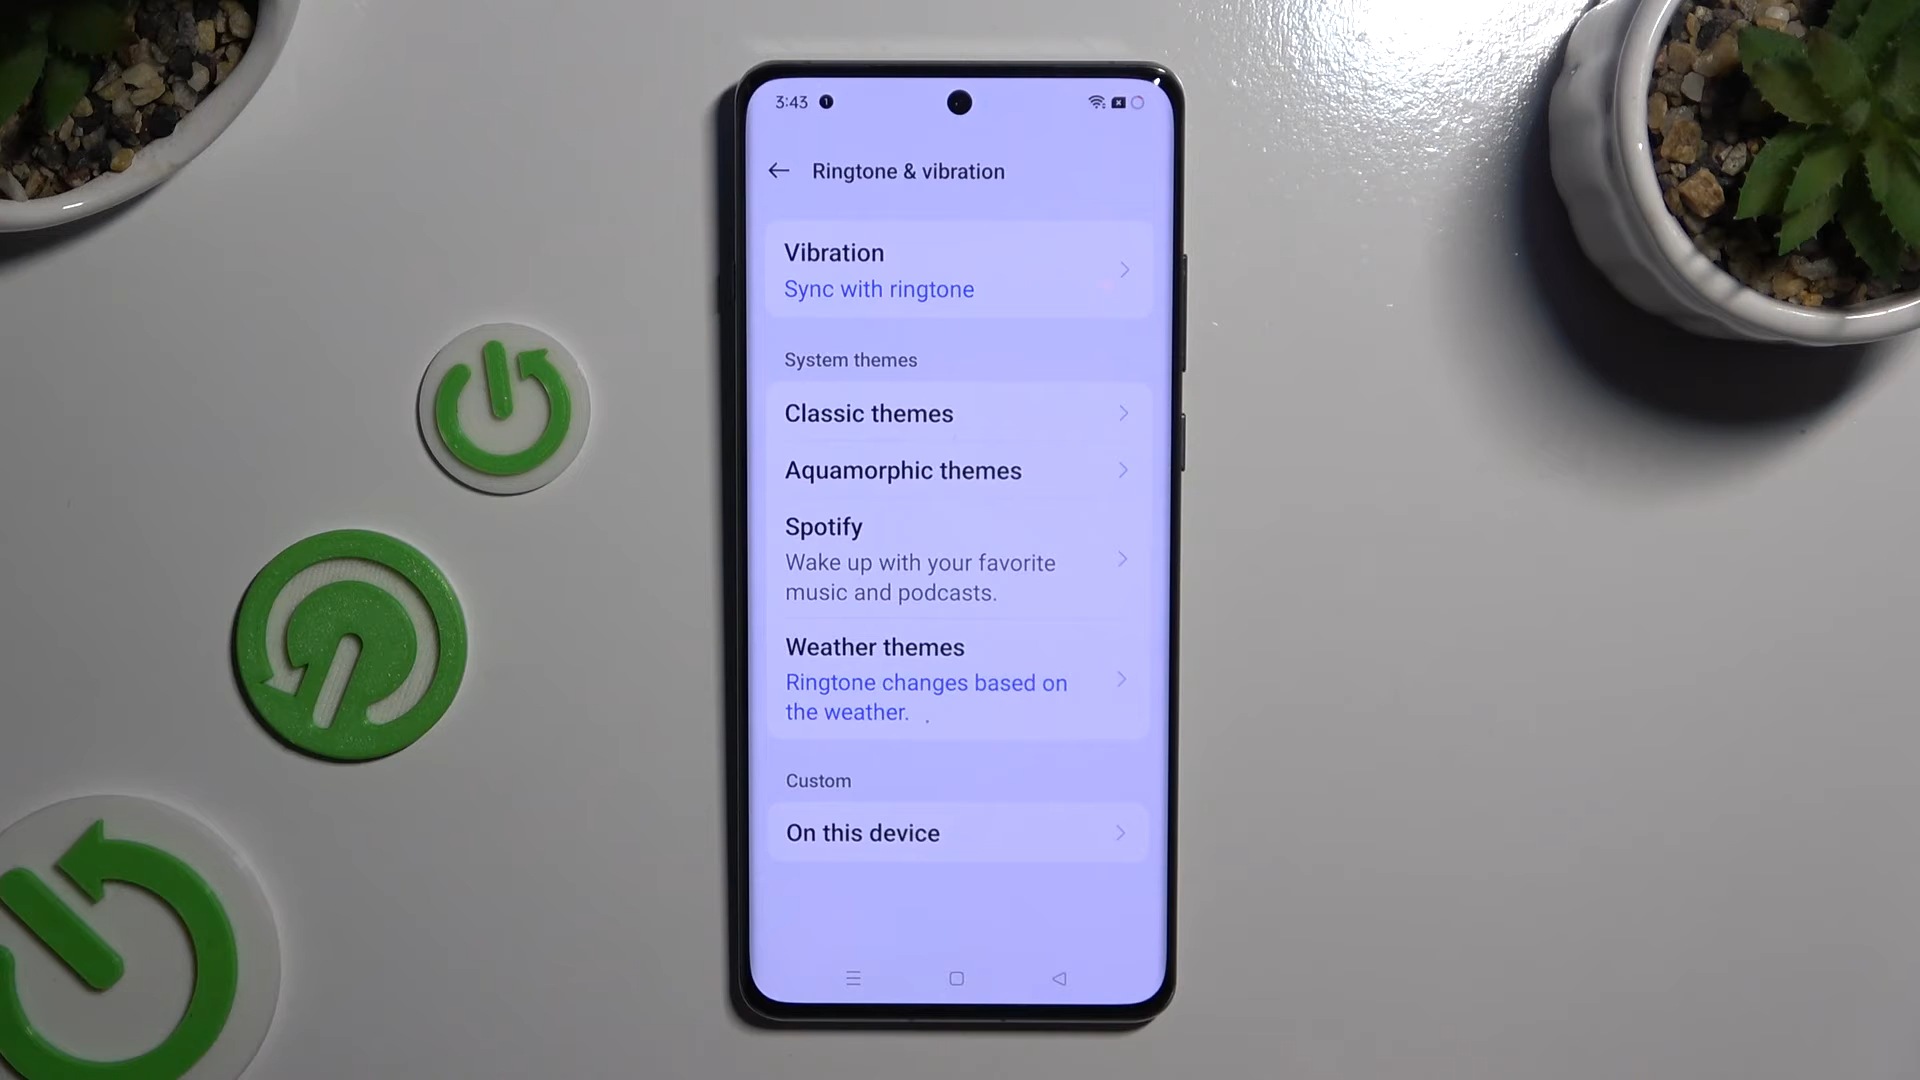 3:43
Ringtone & vibration
Vibration
Sync with ringtone
System themes
Classic themes
Aquamorphic themes
Spotify
Wake up with your favorite
music and podcasts.
Weather themes
Ringtone changes based on
the weather.
Custom
On this device